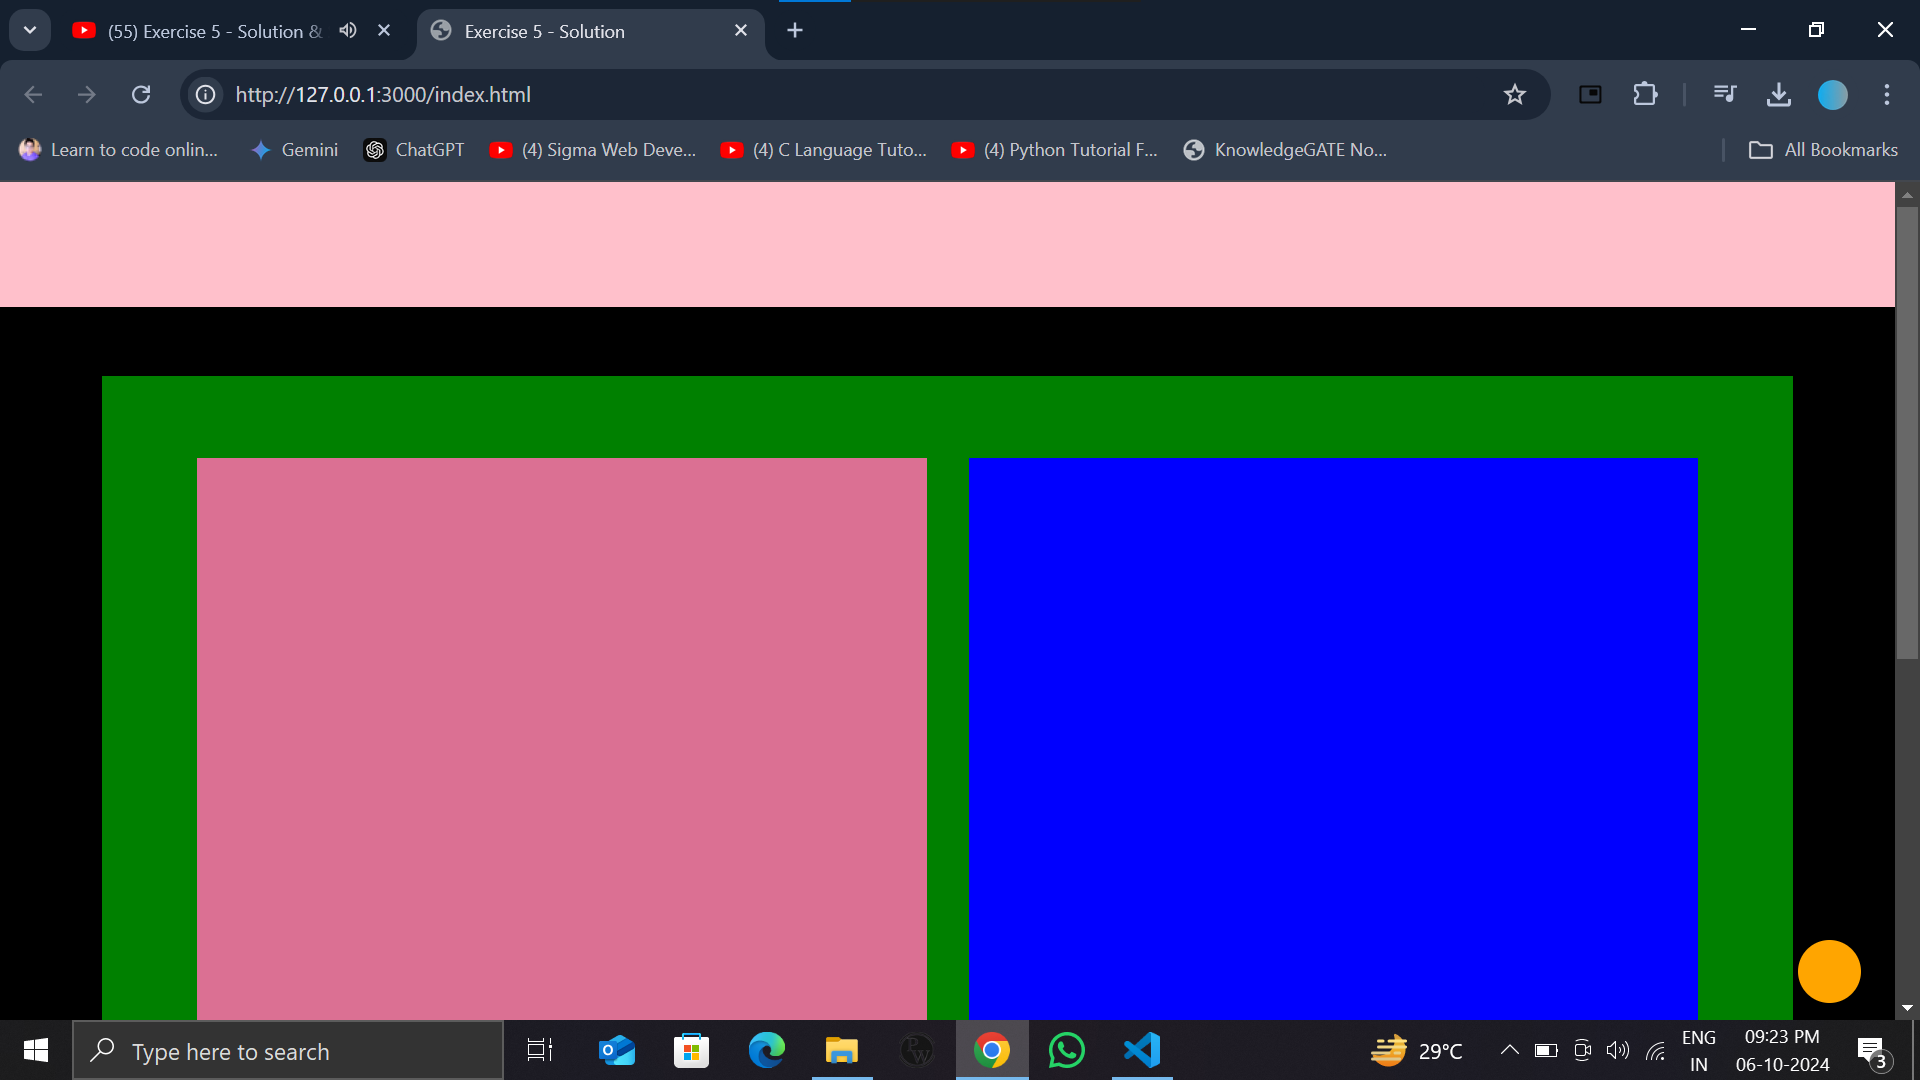 (55) Exercise 5 - Solution &
Exercise 5 - Solution
http://127.0.0.1:3000/index.html
Learn to code onlin...
Gemini
ChatGPT
(4) Sigma Web Deve...
(4) C Language Tuto...
(4) Python Tutorial F...
KnowledgeGATE No...
All Bookmarks
Type here to search
PW
29°C
ENG
IN
09:23 PM
06-10-2024
3